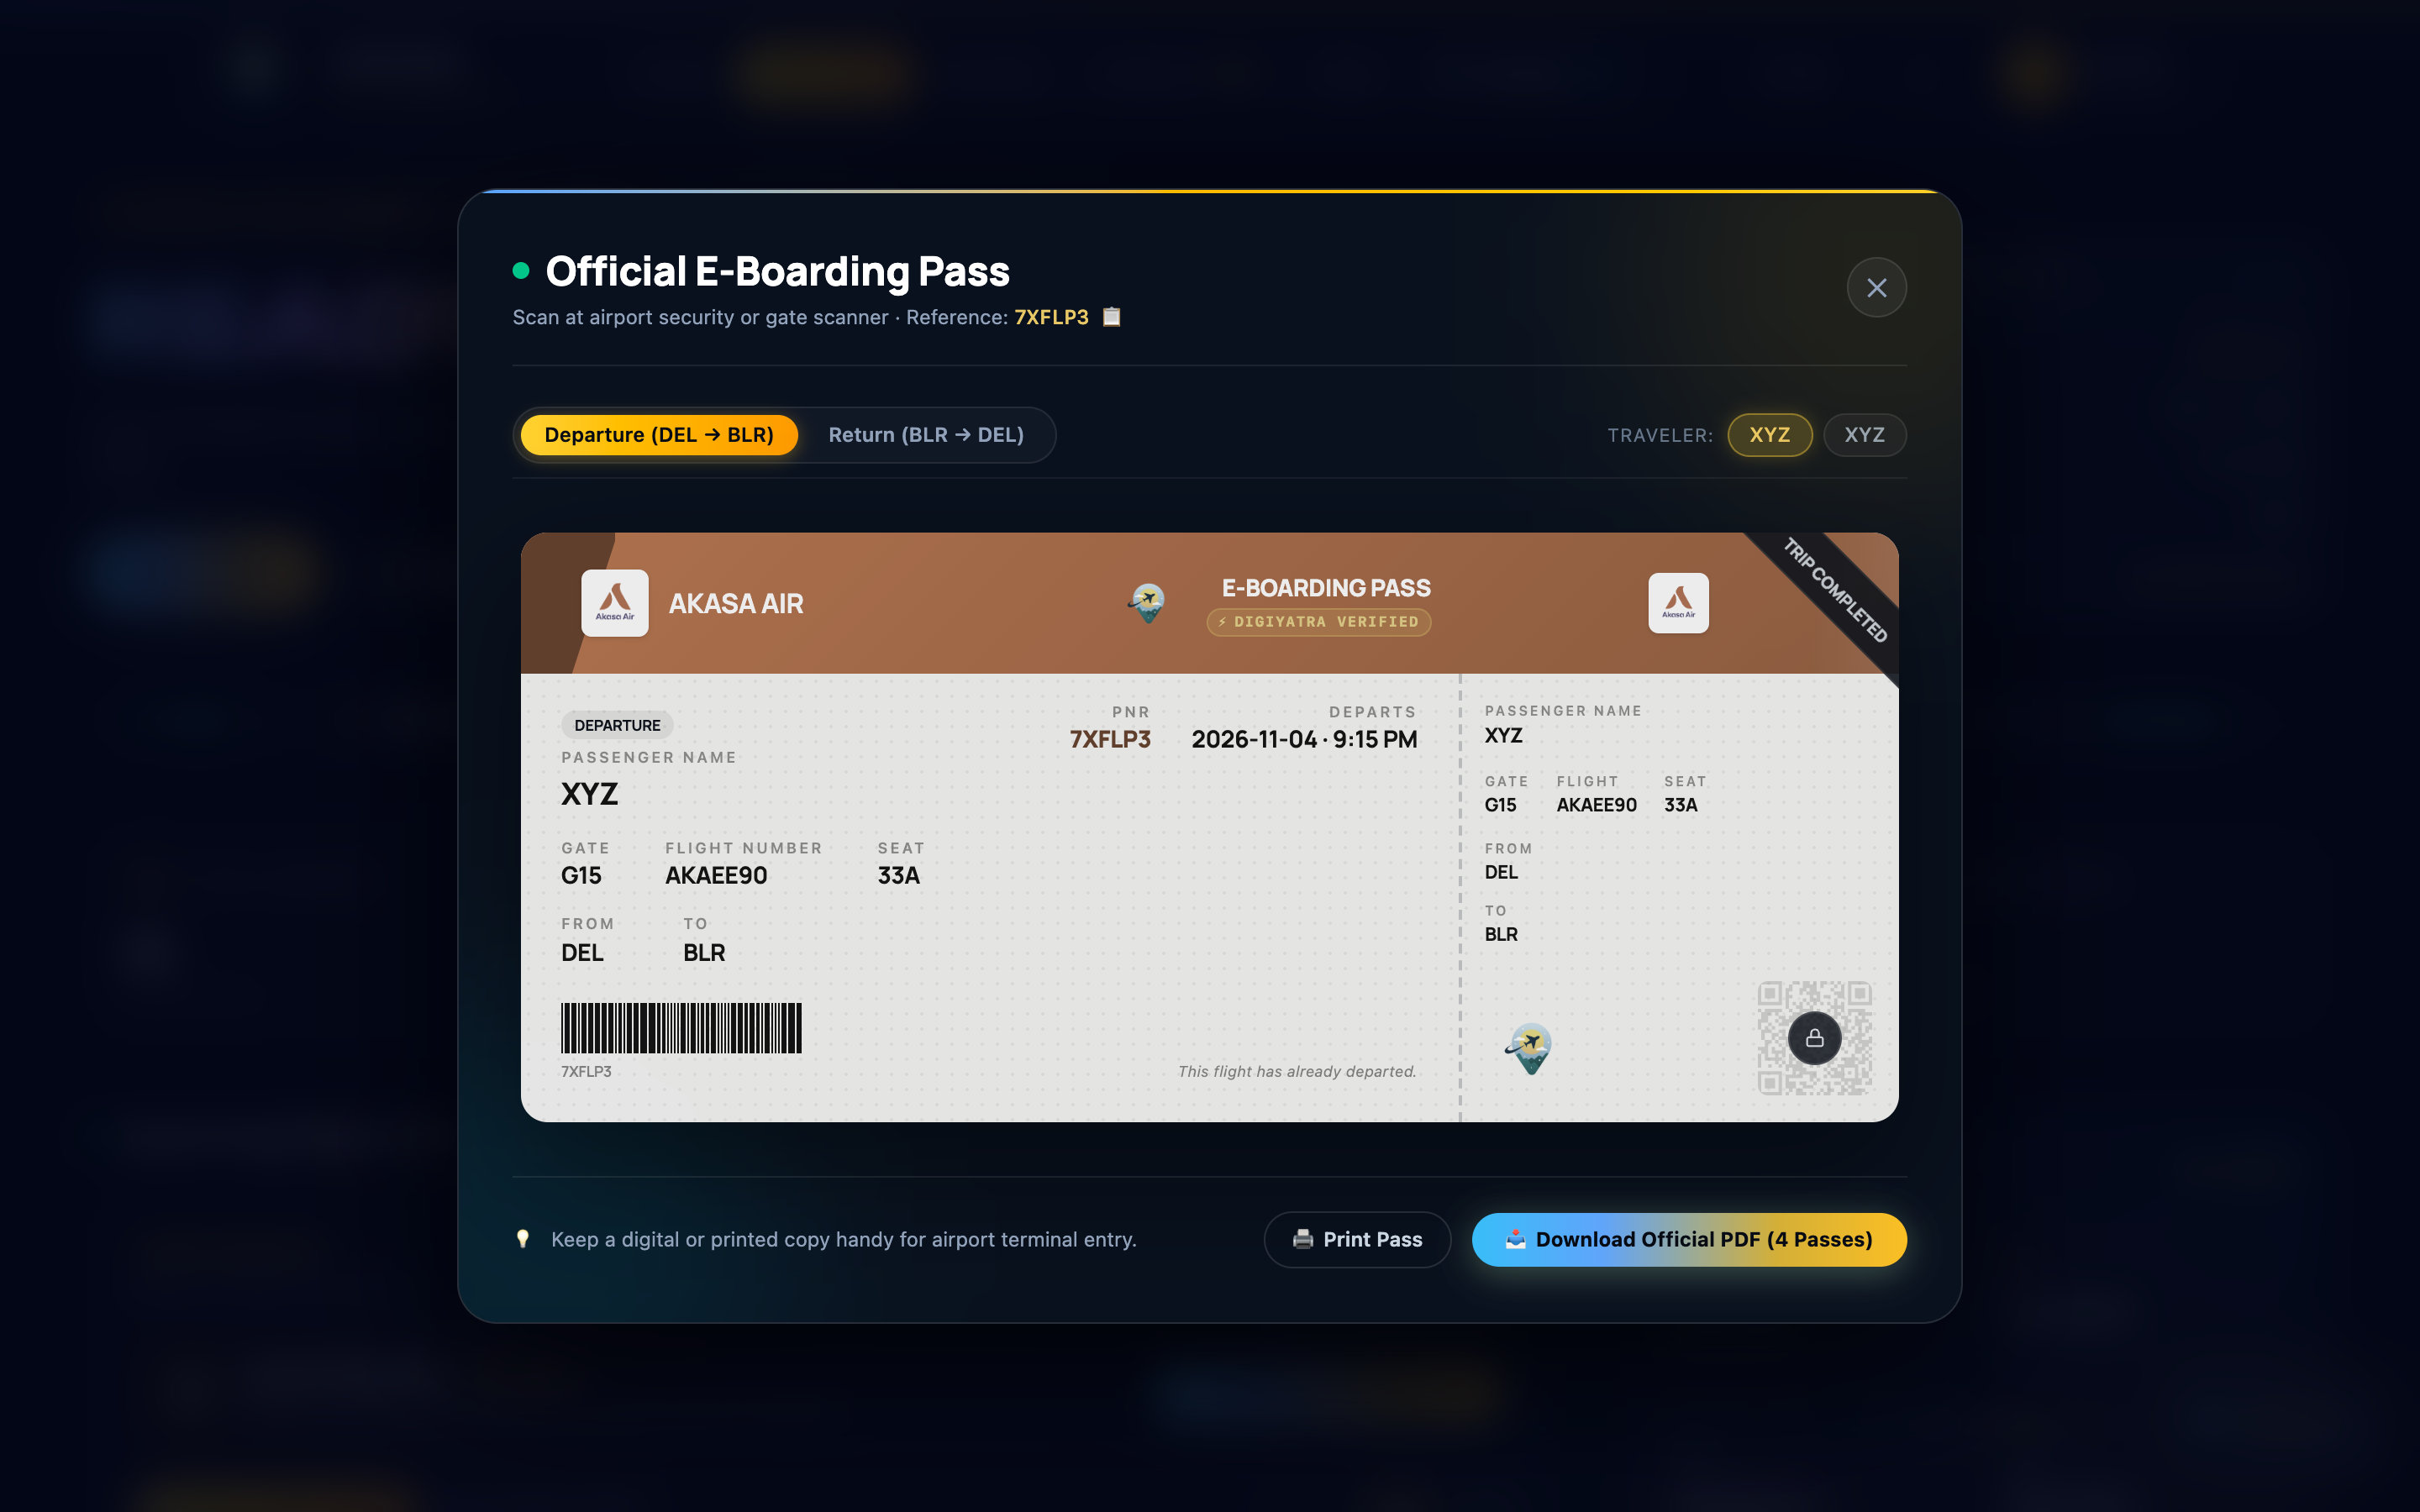 Official E-Boarding Pass
Scan at airport security or gate scanner · Reference: 7XFLP3
Departure (DEL → BLR)
Return (BLR → DEL)
TRAVELER:
XYZ
XYZ
Akasa Air
AKASA AIR
E-BOARDING PASS
⚡ DIGIYATRA VERIFIED
Akasa Air
TRIP COMPLETED
DEPARTURE
PASSENGER NAME
XYZ
PNR
7XFLP3
DEPARTS
2026-11-04 · 9:15 PM
GATE
G15
FLIGHT NUMBER
AKAEE90
SEAT
33A
FROM
DEL
TO
BLR
7XFLP3
This flight has already departed.
PASSENGER NAME
XYZ
GATE
G15
FLIGHT
AKAEE90
SEAT
33A
FROM
DEL
TO
BLR
Keep a digital or printed copy handy for airport terminal entry.
Print Pass
Download Official PDF (4 Passes)